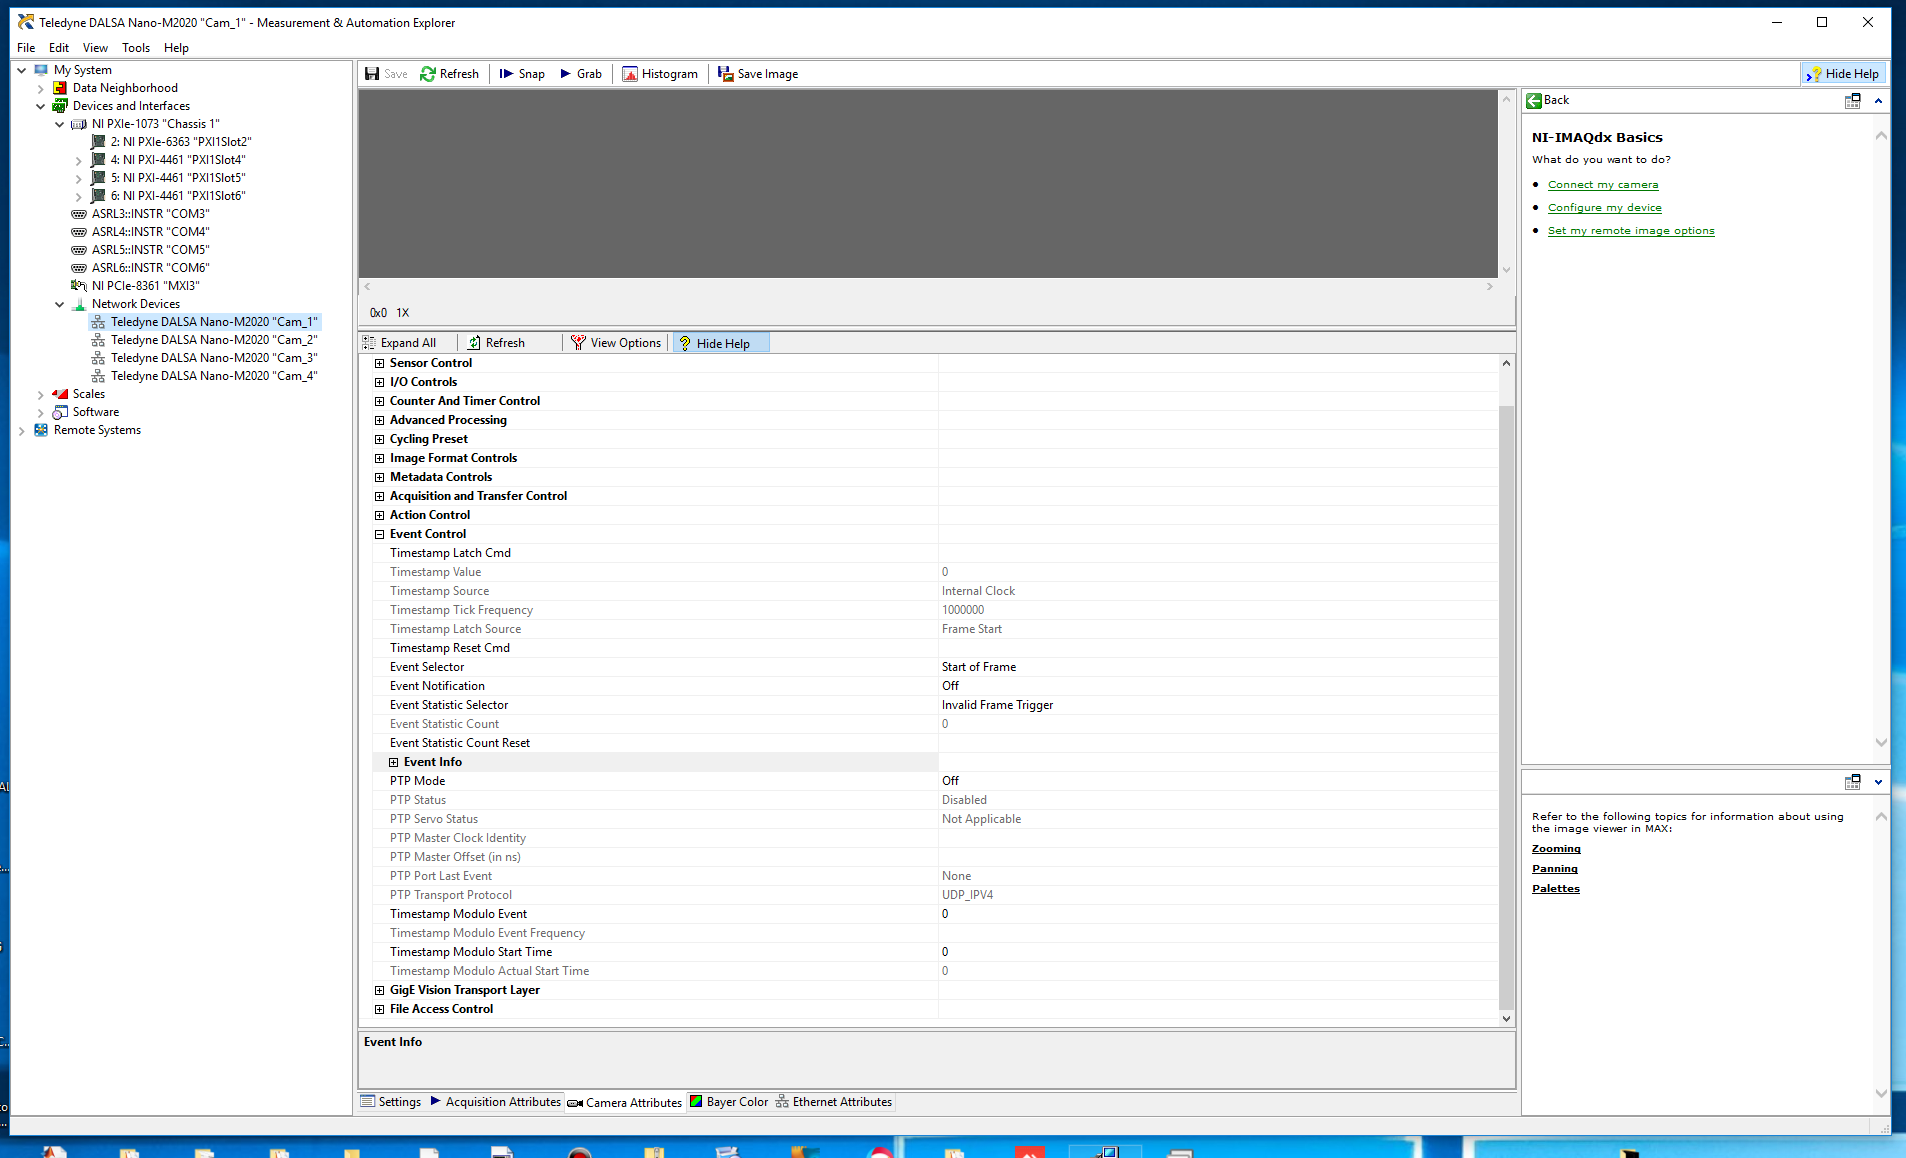 Teledyne DALSA Nano-M2020 "Cam_1" - Measurement & Automation Explorer
File Edit View Tools Help
My System
Data Neighborhood
Devices and Interfaces
NI PXIe-1073 "Chassis 1"
2: NI PXIe-6363 "PXI1Slot2"
4: NI PXI-4461 "PXI1Slot4"
5: NI PXI-4461 "PXI1Slot5"
6: NI PXI-4461 "PXI1Slot6"
ASRL3::INSTR "COM3"
ASRL4::INSTR "COM4"
ASRL5::INSTR "COM5"
ASRL6::INSTR "COM6"
NI PCIe-8361 "MXI3"
Network Devices
Teledyne DALSA Nano-M2020 "Cam_1"
Teledyne DALSA Nano-M2020 "Cam_2"
Teledyne DALSA Nano-M2020 "Cam_3"
Teledyne DALSA Nano-M2020 "Cam_4"
Scales
Software
Remote Systems
Save Refresh Snap Grab Histogram Save Image Hide Help
0x0 1X
Expand All Refresh View Options Hide Help
Sensor Control
I/O Controls
Counter And Timer Control
Advanced Processing
Cycling Preset
Image Format Controls
Metadata Controls
Acquisition and Transfer Control
Action Control
Event Control
Timestamp Latch Cmd
Timestamp Value 0
Timestamp Source Internal Clock
Timestamp Tick Frequency 1000000
Timestamp Latch Source Frame Start
Timestamp Reset Cmd
Event Selector Start of Frame
Event Notification Off
Event Statistic Selector Invalid Frame Trigger
Event Statistic Count 0
Event Statistic Count Reset
Event Info
PTP Mode Off
PTP Status Disabled
PTP Servo Status Not Applicable
PTP Master Clock Identity
PTP Master Offset (in ns)
PTP Port Last Event None
PTP Transport Protocol UDP_IPV4
Timestamp Modulo Event 0
Timestamp Modulo Event Frequency
Timestamp Modulo Start Time 0
Timestamp Modulo Actual Start Time 0
GigE Vision Transport Layer
File Access Control
Event Info
Settings Acquisition Attributes Camera Attributes Bayer Color Ethernet Attributes
Back
NI-IMAQdx Basics
What do you want to do?
Connect my camera
Configure my device
Set my remote image options
Refer to the following topics for information about using
the image viewer in MAX:
Zooming
Panning
Palettes